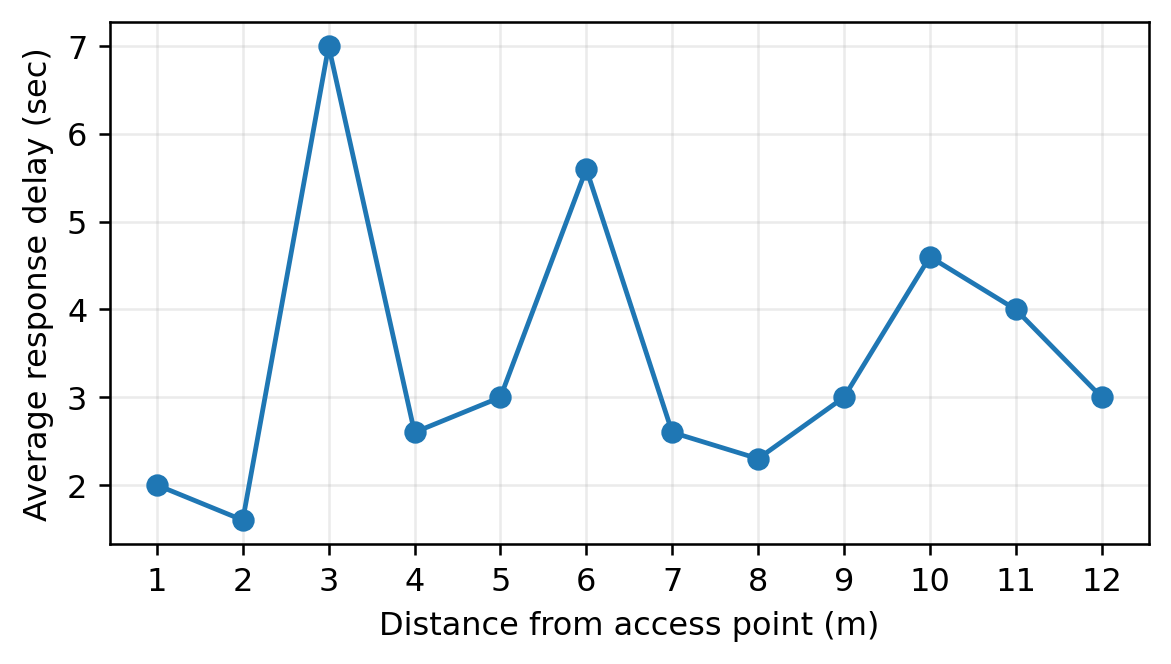 Average response delay (sec)
7
6
5
4
3
2
1 2 3 4 5 6 7 8 9 10 11 12
Distance from access point (m)